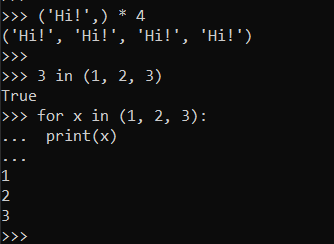 >>> ('Hi!',) * 4
('Hi!', 'Hi!', 'Hi!', 'Hi!')
>>>
>>> 3 in (1, 2, 3)
True
>>> for x in (1, 2, 3):
...  print(x)
...
1
2
3
>>>